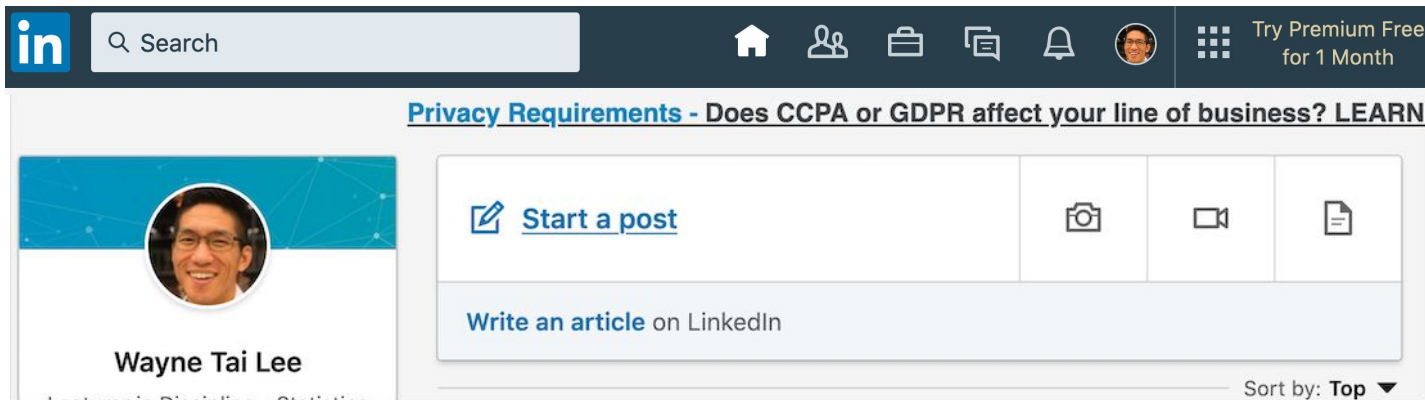 in
Search
Try Premium Free
for 1 Month
Privacy Requirements - Does CCPA or GDPR affect your line of business? LEARN
Start a post
Write an article on LinkedIn
Wayne Tai Lee
Sort by: Top